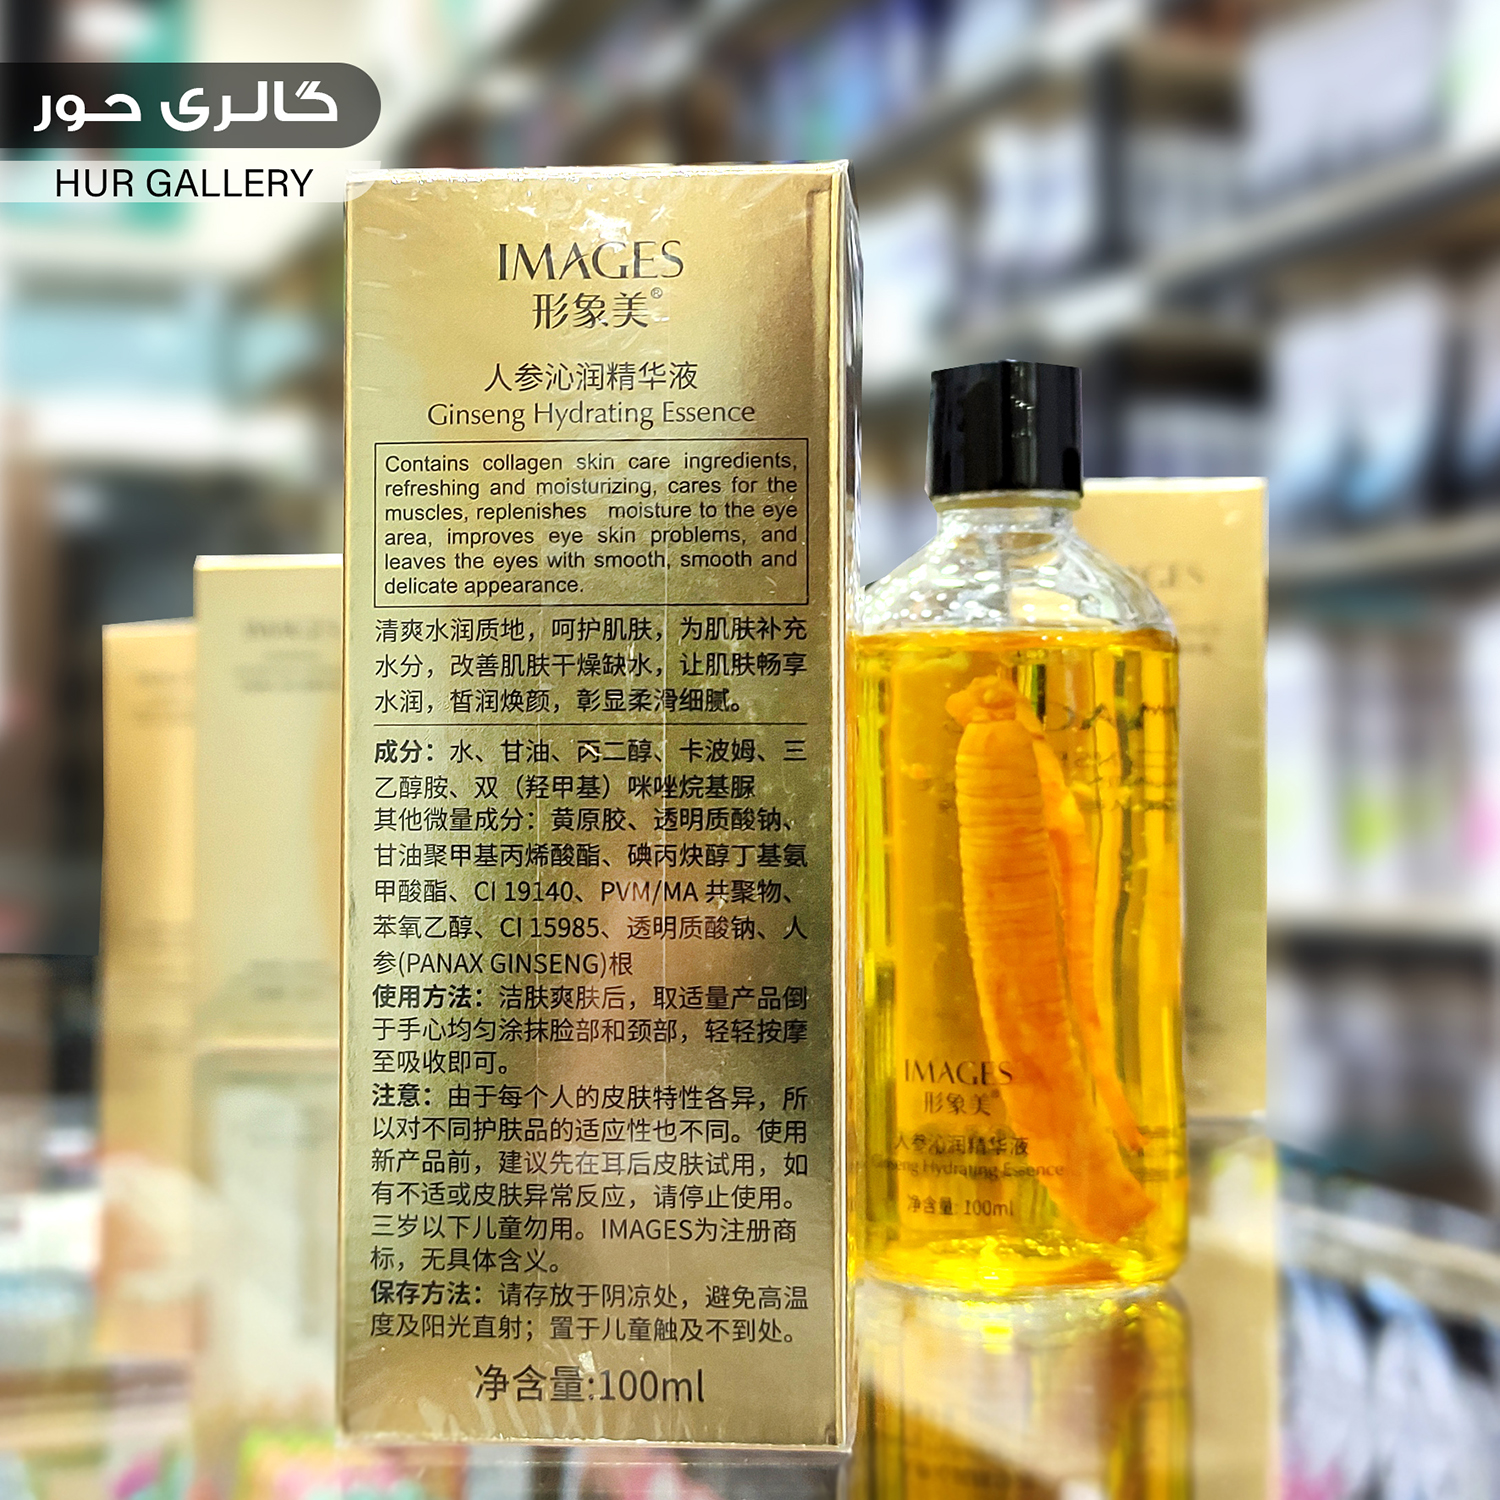 گالری حور
HUR GALLERY
IMAGES
形象美®
人参沁润精华液
Ginseng Hydrating Essence
Contains collagen skin care ingredients,
refreshing and moisturizing, cares for the
muscles, replenishes moisture to the eye
area, improves eye skin problems, and
leaves the eyes with smooth, smooth and
delicate appearance.
清爽水润质地，呵护肌肤，为肌肤补充
水分，改善肌肤干燥缺水，让肌肤畅享
水润，皙润焕颜，彰显柔滑细腻。
成分：水、甘油、丙二醇、卡波姆、三
乙醇胺、双（羟甲基）咪唑烷基脲
其他微量成分：黄原胶、透明质酸钠、
甘油聚甲基丙烯酸酯、碘丙炔醇丁基氨
甲酸酯、CI 19140、PVM/MA 共聚物、
苯氧乙醇、CI 15985、透明质酸钠、人
参(PANAX GINSENG)根
使用方法：洁肤爽肤后，取适量产品倒
于手心均匀涂抹脸部和颈部，轻轻按摩
至吸收即可。
注意：由于每个人的皮肤特性各异，所
以对不同护肤品的适应性也不同。使用
新产品前，建议先在耳后皮肤试用，如
有不适或皮肤异常反应，请停止使用。
三岁以下儿童勿用。IMAGES为注册商
标，无具体含义。
保存方法：请存放于阴凉处，避免高温
度及阳光直射；置于儿童触及不到处。
净含量:100ml
IMAGES
形象美®
人参沁润精华液
Ginseng Hydrating Essence
净含量: 100ml